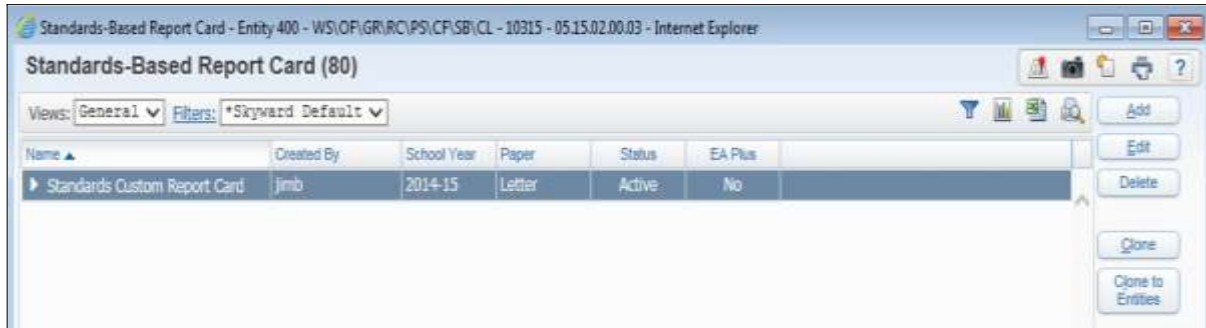 Standards-Based Report Card - Entity 400 - WS\OF\GR\RC\PS\CF\SB\CL - 10315 - 05.15.02.00.03 - Internet Explorer
Standards-Based Report Card (80)
?
Views: General Filters: *Skyward Default
Add
Name Created By School Year Paper Status EA Plus
Edit
Standards Custom Report Card jimb 2014-15 Letter Active No
Delete
Clone
Clone to
Entities